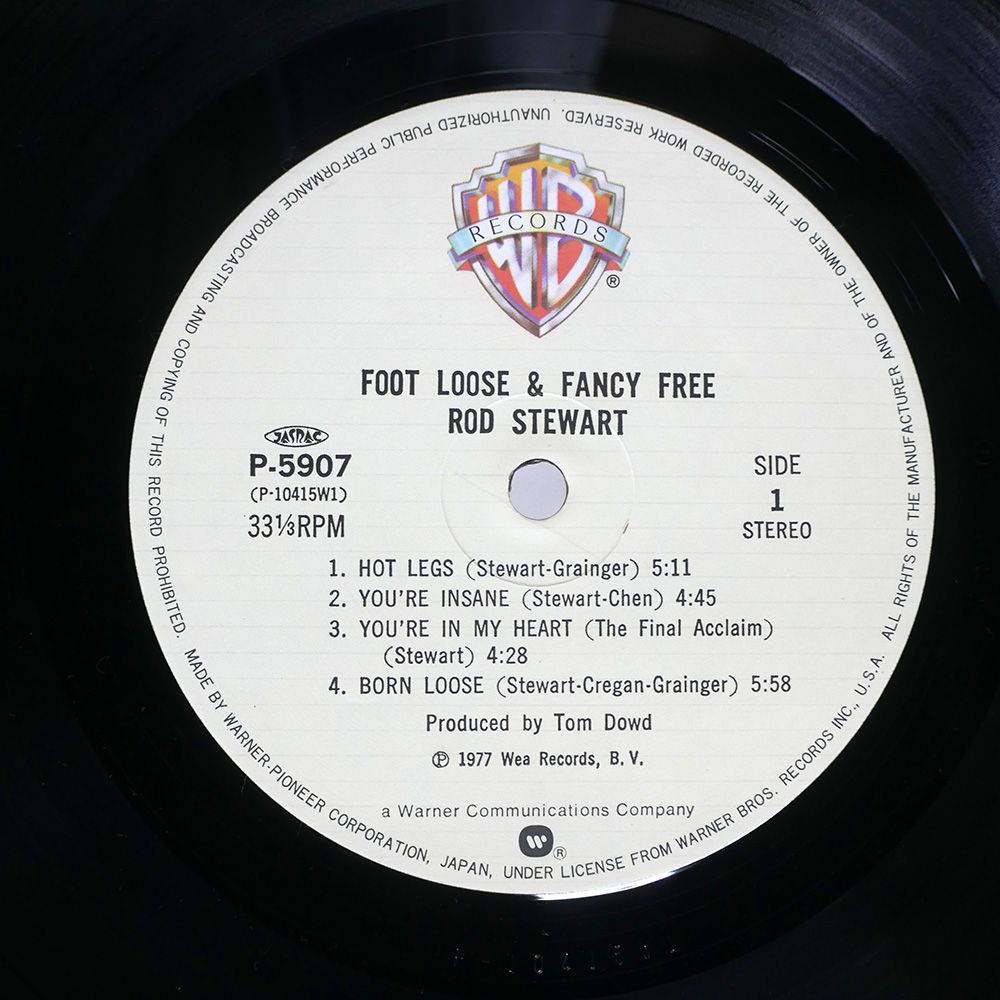 WB
RECORDS
®
FOOT LOOSE & FANCY FREE
ROD STEWART
JASRAC
P-5907
(P-10415W1)
33⅓RPM
SIDE
1
STEREO
1. HOT LEGS (Stewart-Grainger) 5:11
2. YOU'RE INSANE (Stewart-Chen) 4:45
3. YOU'RE IN MY HEART (The Final Acclaim)
(Stewart) 4:28
4. BORN LOOSE (Stewart-Cregan-Grainger) 5:58
Produced by Tom Dowd
℗ 1977 Wea Records, B.V.
a Warner Communications Company
®
MADE BY WARNER-PIONEER CORPORATION, JAPAN, UNDER LICENSE FROM WARNER BROS. RECORDS INC., U.S.A. ALL RIGHTS OF THE MANUFACTURER AND OF THE OWNER OF THE RECORDED WORK RESERVED. UNAUTHORIZED PUBLIC PERFORMANCE BROADCASTING AND COPYING OF THIS RECORD PROHIBITED.